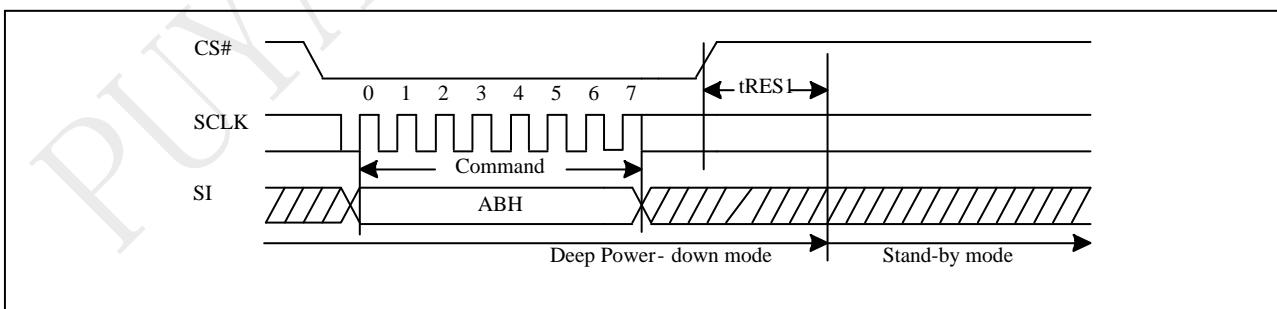 PUYA
CS#
tRES1
0 1 2 3 4 5 6 7
SCLK
Command
SI
ABH
Deep Power- down mode
Stand-by mode